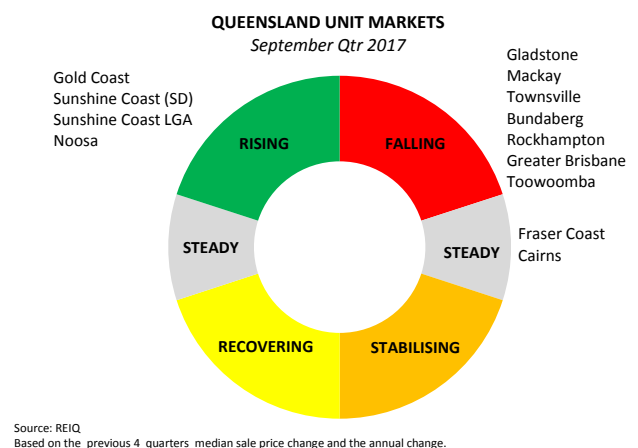 QUEENSLAND UNIT MARKETS
September Qtr 2017
Gold Coast
Sunshine Coast (SD)
Sunshine Coast LGA
Noosa
Gladstone
Mackay
Townsville
Bundaberg
Rockhampton
Greater Brisbane
Toowoomba
RISING
FALLING
STEADY
STEADY
Fraser Coast
Cairns
RECOVERING
STABILISING
Source: REIQ
Based on the previous 4 quarters median sale price change and the annual change.